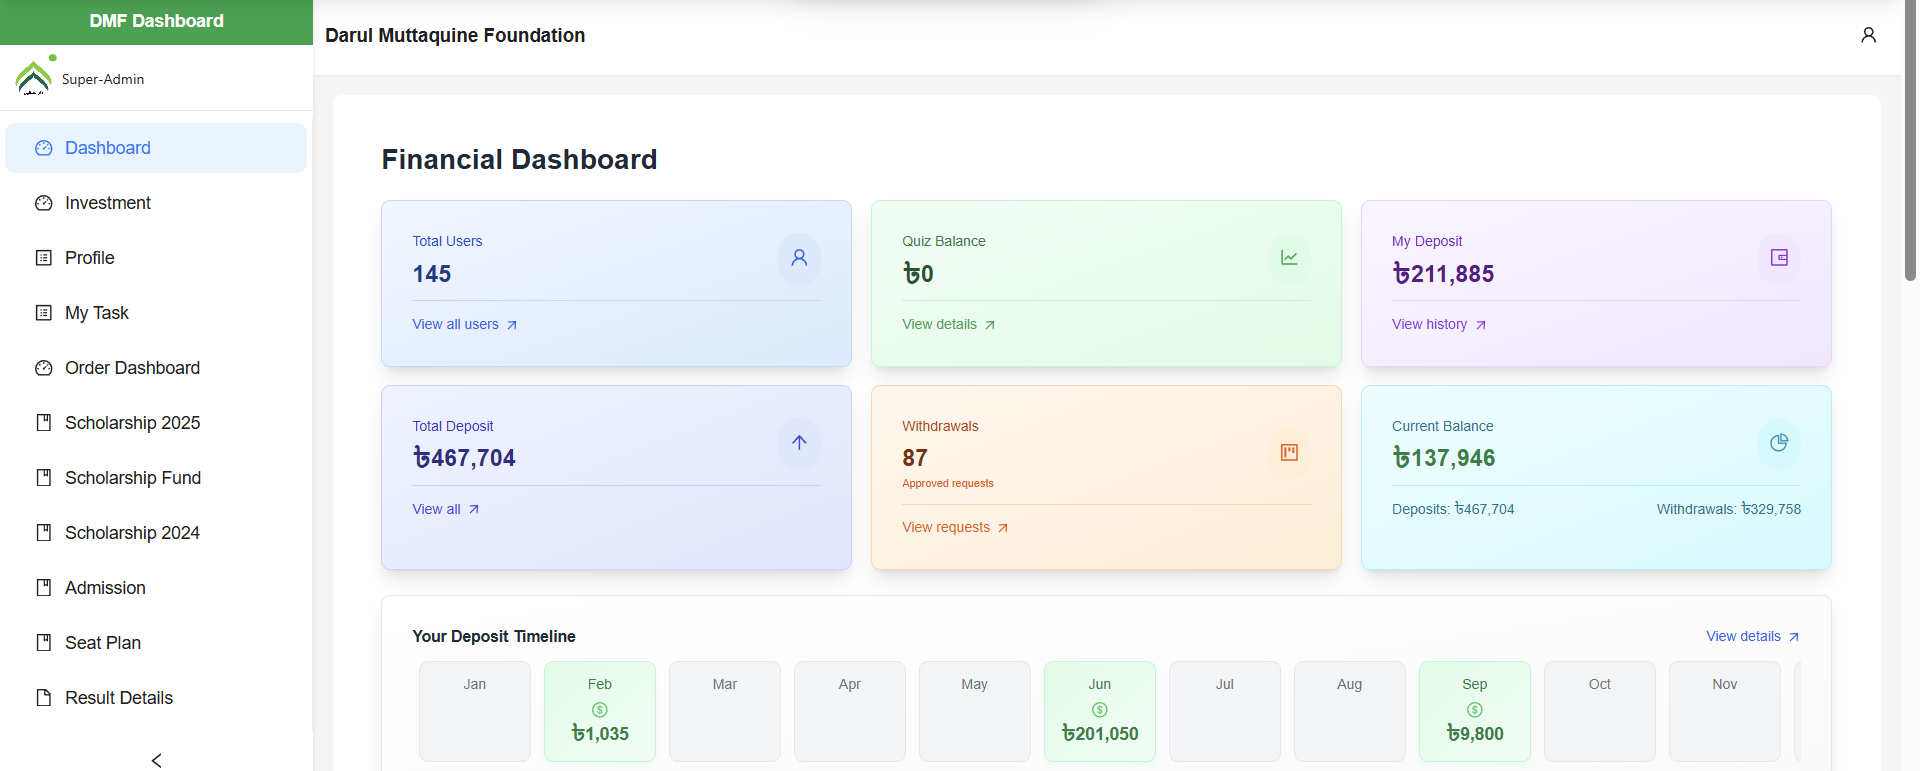 DMF Dashboard
Super-Admin
Dashboard
Investment
Profile
My Task
Order Dashboard
Scholarship 2025
Scholarship Fund
Scholarship 2024
Admission
Seat Plan
Result Details
Darul Muttaquine Foundation
Financial Dashboard
Total Users
145
View all users
Quiz Balance
৳0
View details
My Deposit
৳211,885
View history
Total Deposit
৳467,704
View all
Withdrawals
87
Approved requests
View requests
Current Balance
৳137,946
Deposits: ৳467,704 Withdrawals: ৳329,758
Your Deposit Timeline View details
Jan Feb Mar Apr May Jun Jul Aug Sep Oct Nov
৳1,035 ৳201,050 ৳9,800